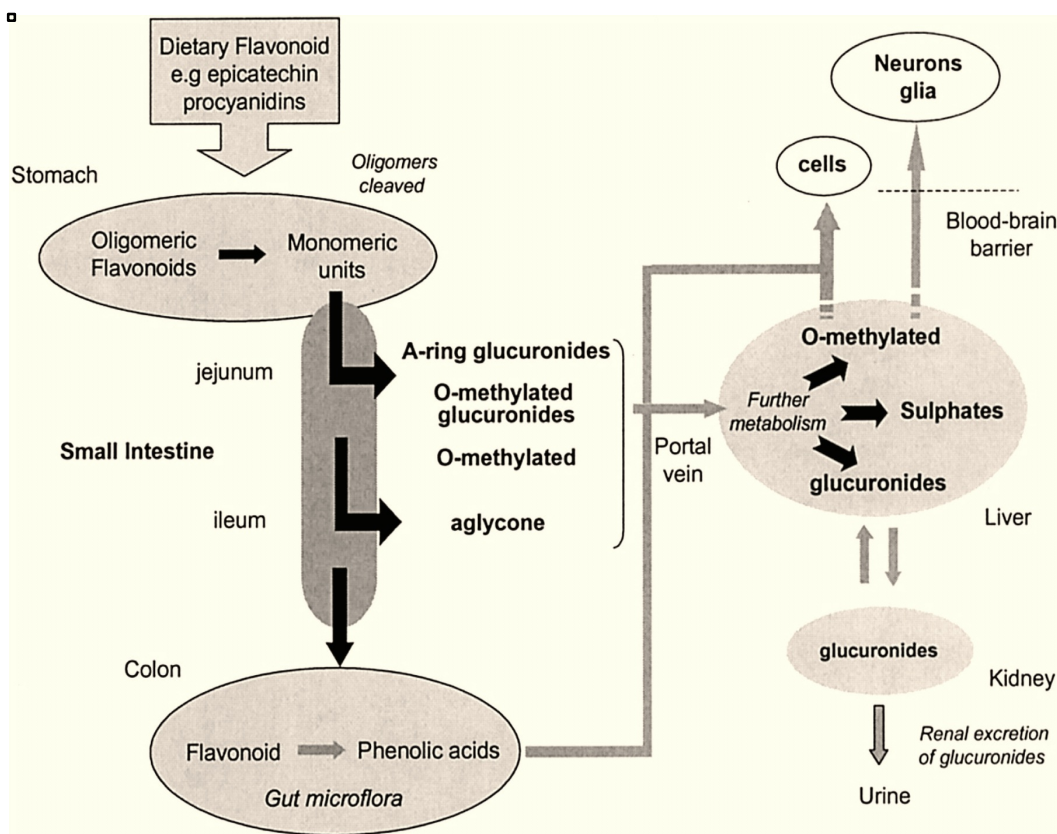 Dietary Flavonoid
e.g epicatechin
procyanidins
Stomach
Oligomers
cleaved
Oligomeric
Flavonoids
Monomeric
units
jejunum
A-ring glucuronides
O-methylated
glucuronides
O-methylated
Small Intestine
ileum
aglycone
Colon
Flavonoid
Phenolic acids
Gut microflora
Portal
vein
Neurons
glia
cells
Blood-brain
barrier
O-methylated
Further
metabolism
Sulphates
glucuronides
Liver
glucuronides
Kidney
Renal excretion
of glucuronides
Urine